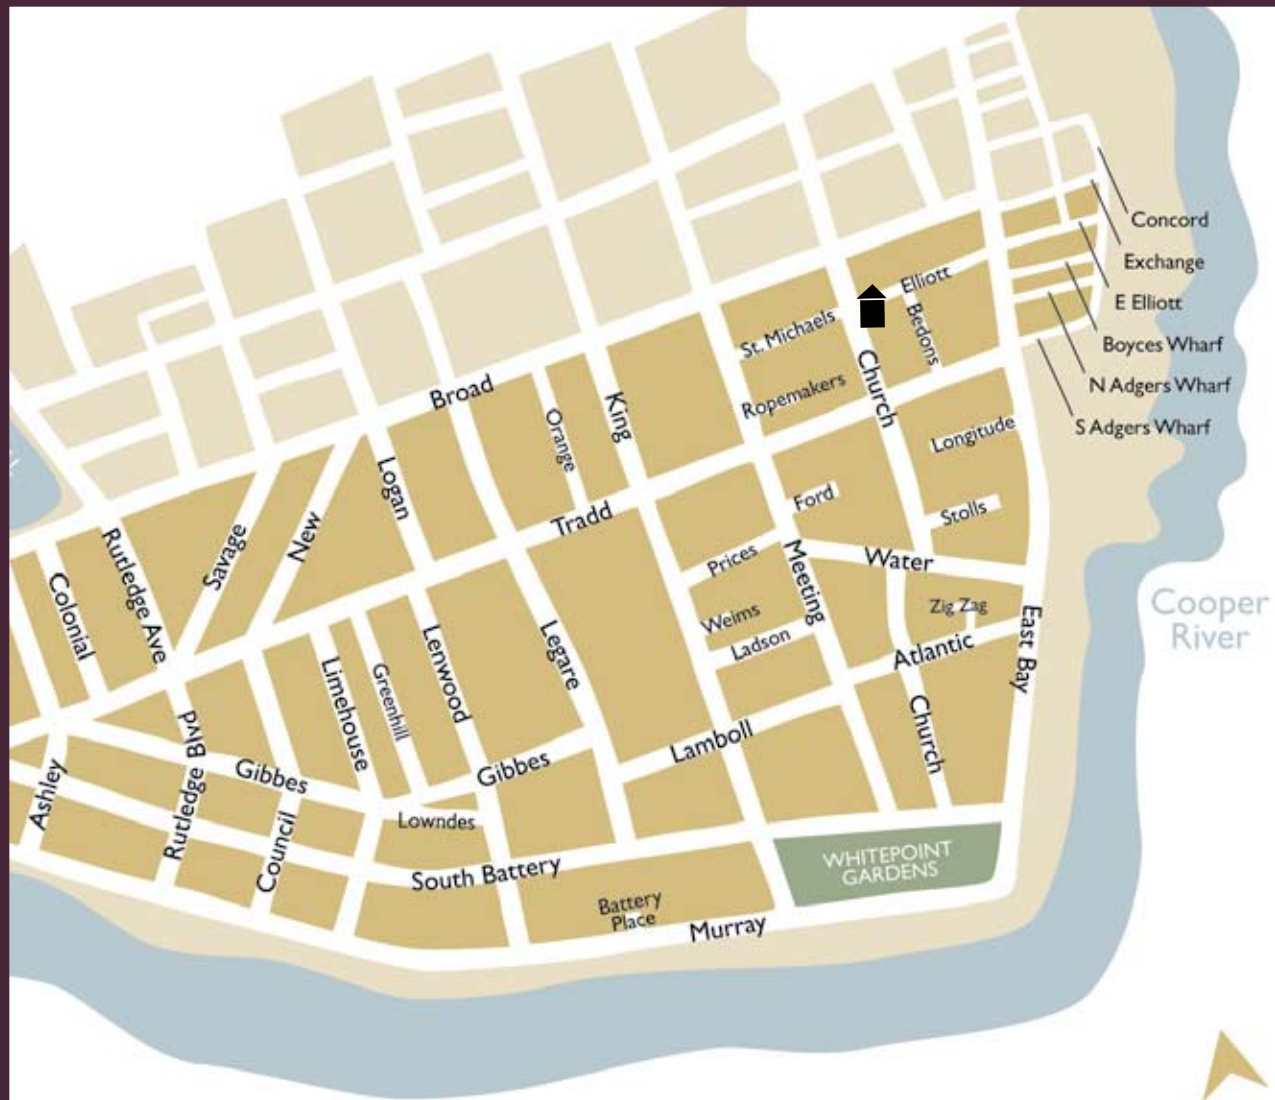 Concord
Exchange
E Elliott
Boyces Wharf
N Adgers Wharf
S Adgers Wharf
Elliott
Bedons
St. Michaels
Church
Ropemakers
Broad
King
Orange
Longitude
Logan
Tradd
Ford
Stolls
New
Savage
Rutledge Ave
Colonial
Prices
Meeting
Water
Zig Zag
Weims
Ladson
Atlantic
East Bay
Cooper
River
Legare
Lenwood
Greenhill
Limehouse
Church
Lamboll
Rutledge Blvd
Gibbes
Gibbes
Ashley
Council
Lowndes
South Battery
WHITEPOINT
GARDENS
Battery
Place
Murray